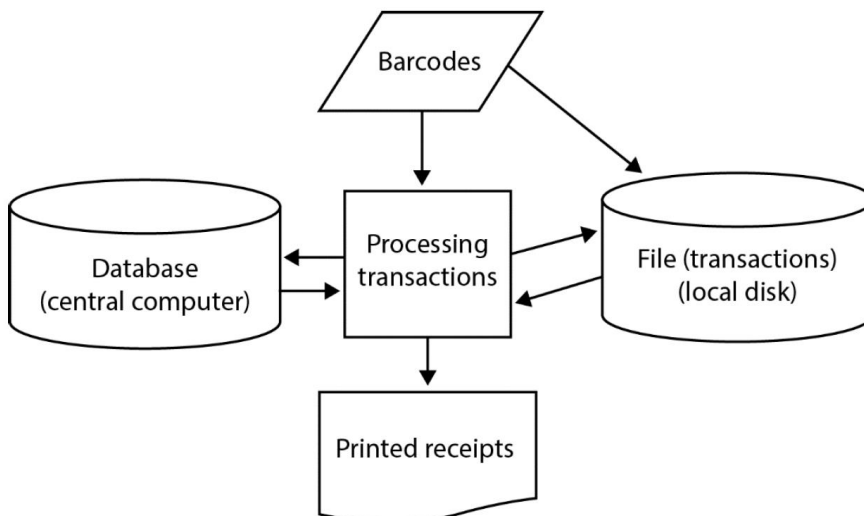 Barcodes
Database
(central computer)
Processing
transactions
File (transactions)
(local disk)
Printed receipts